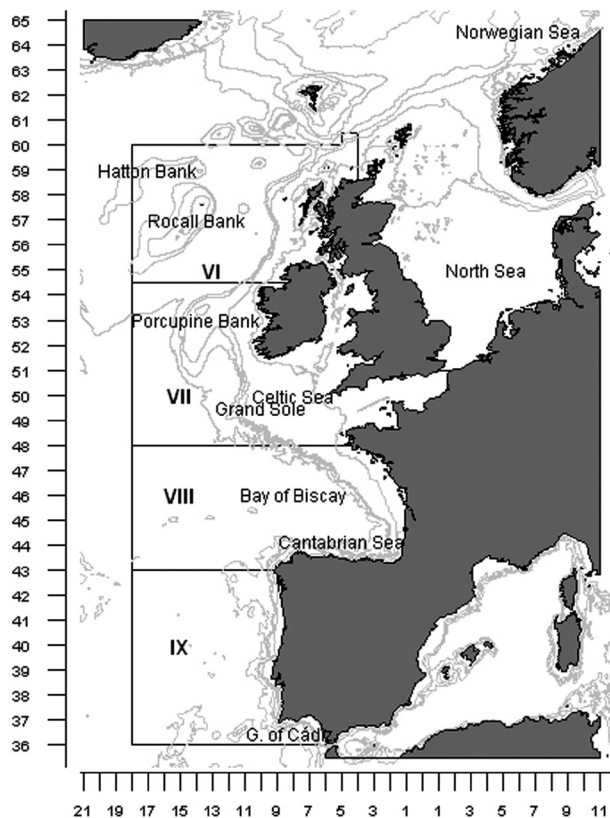 65
64
63
62
61
60
59
58
57
56
55
54
53
52
51
50
49
48
47
46
45
44
43
42
41
40
39
38
37
36
Norwegian Sea
Hatton Bank
Rocall Bank
VI
North Sea
Porcupine Bank
VII
Celtic Sea
Grand Sole
VIII
Bay of Biscay
Cantabrian Sea
IX
G. of Cádiz
21 19 17 15 13 11 9 7 5 3 1 1 3 5 7 9 11